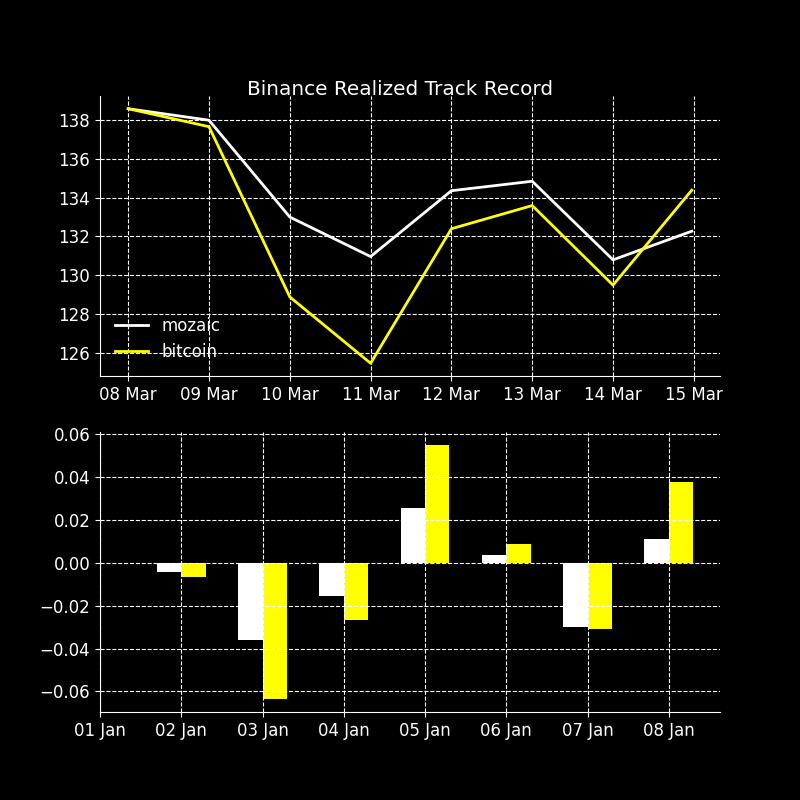 Binance Realized Track Record
138
136
134
132
130
128
126
mozaic
bitcoin
08 Mar 09 Mar 10 Mar 11 Mar 12 Mar 13 Mar 14 Mar 15 Mar
0.06
0.04
0.02
0.00
−0.02
−0.04
−0.06
01 Jan 02 Jan 03 Jan 04 Jan 05 Jan 06 Jan 07 Jan 08 Jan